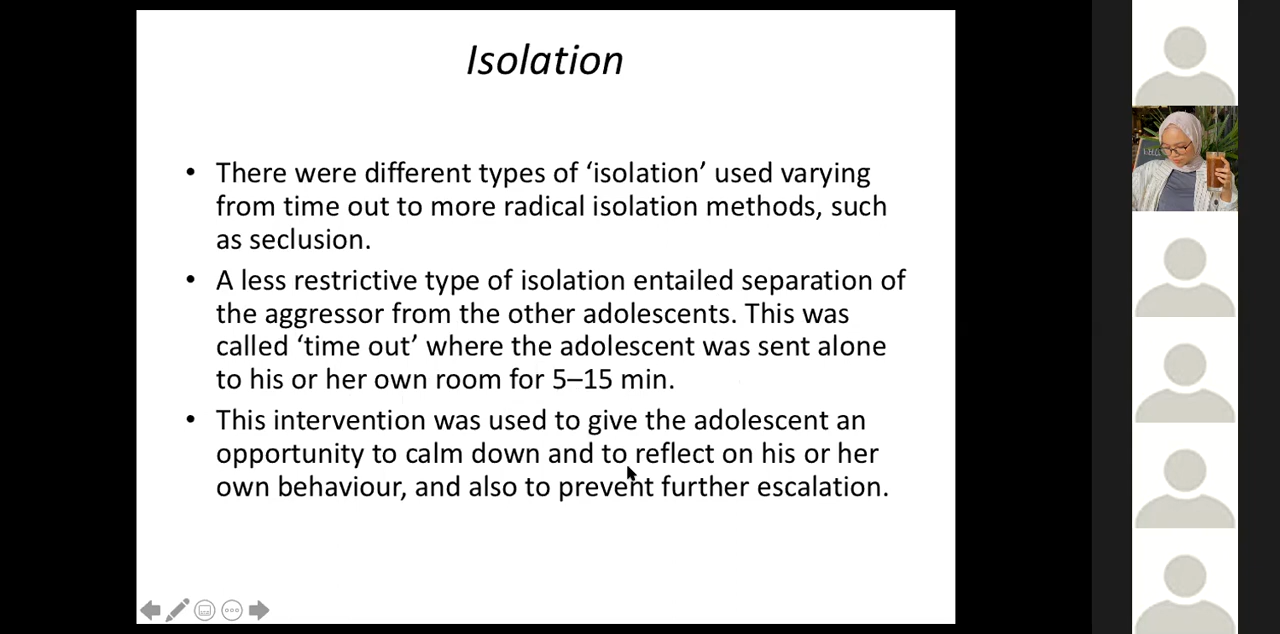 Isolation
• There were different types of ‘isolation’ used varying
from time out to more radical isolation methods, such
as seclusion.
• A less restrictive type of isolation entailed separation of
the aggressor from the other adolescents. This was
called ‘time out’ where the adolescent was sent alone
to his or her own room for 5–15 min.
• This intervention was used to give the adolescent an
opportunity to calm down and to reflect on his or her
own behaviour, and also to prevent further escalation.